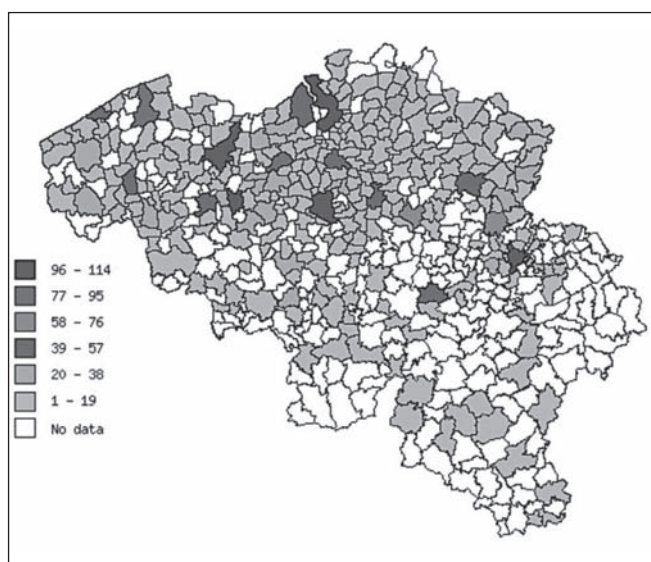 96 – 114
77 – 95
58 – 76
39 – 57
20 – 38
1 – 19
No data